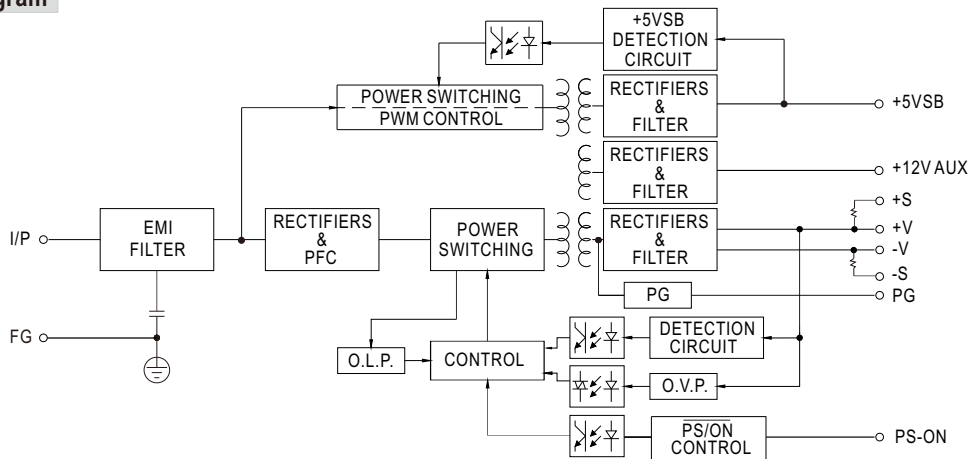 gram
+5VSB
DETECTION
CIRCUIT
POWER SWITCHING
PWM CONTROL
RECTIFIERS
&
FILTER
+5VSB
RECTIFIERS
&
FILTER
+12V AUX
I/P
EMI
FILTER
RECTIFIERS
&
PFC
POWER
SWITCHING
RECTIFIERS
&
FILTER
+S
+V
-V
-S
PG
PG
FG
O.L.P.
CONTROL
DETECTION
CIRCUIT
O.V.P.
PS/ON
CONTROL
PS-ON